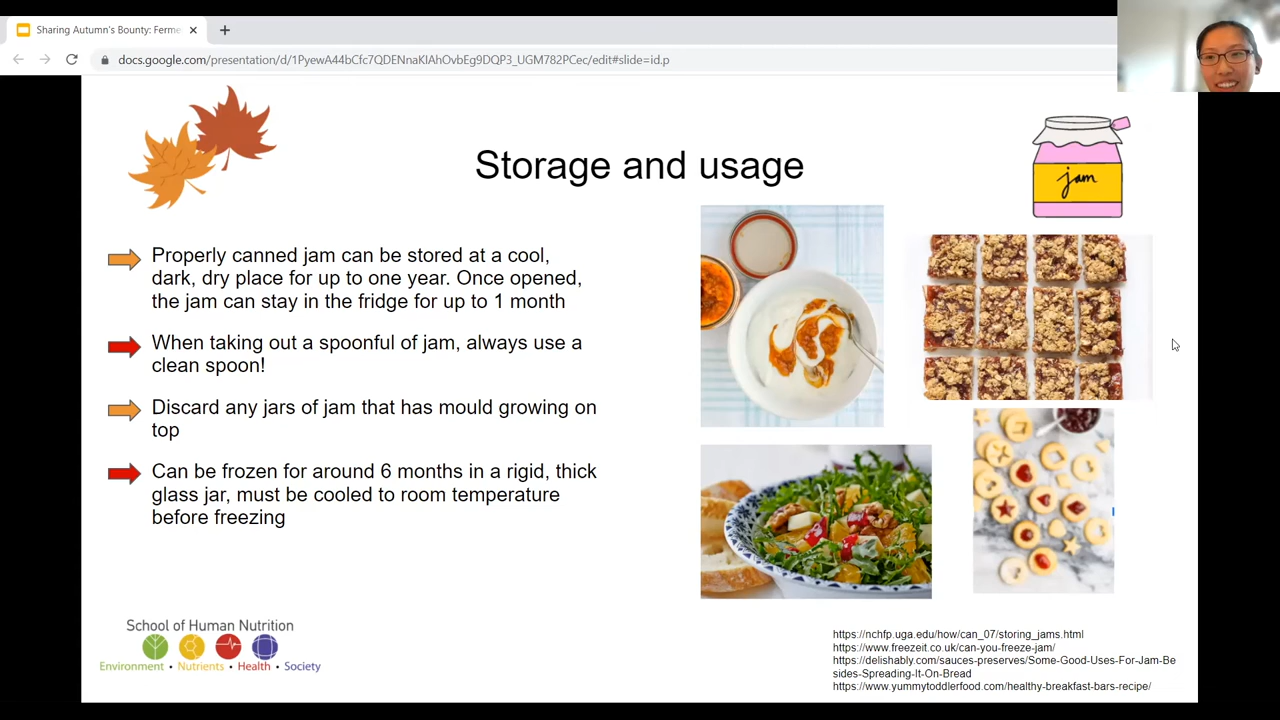 Sharing Autumn's Bounty: Ferme
docs.google.com/presentation/d/1PyewA44bCfc7QDENnaKIAhOvbEg9DQP3_UGM782PCec/edit#slide=id.p
Storage and usage
jam
Properly canned jam can be stored at a cool,
dark, dry place for up to one year. Once opened,
the jam can stay in the fridge for up to 1 month
When taking out a spoonful of jam, always use a
clean spoon!
Discard any jars of jam that has mould growing on
top
Can be frozen for around 6 months in a rigid, thick
glass jar, must be cooled to room temperature
before freezing
School of Human Nutrition
Environment • Nutrients • Health • Society
https://nchfp.uga.edu/how/can_07/storing_jams.html
https://www.freezeit.co.uk/can-you-freeze-jam/
https://delishably.com/sauces-preserves/Some-Good-Uses-For-Jam-Be
sides-Spreading-It-On-Bread
https://www.yummytoddlerfood.com/healthy-breakfast-bars-recipe/